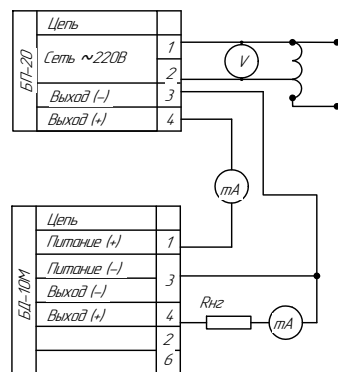 БП-20
Цепь
Сеть ~220В
1
2
Выход (–)
3
Выход (+)
4
V
mA
БД-10М
Цепь
Питание (+)
1
Питание (–)
3
Выход (–)
Выход (+)
4
2
6
Rнг
mA